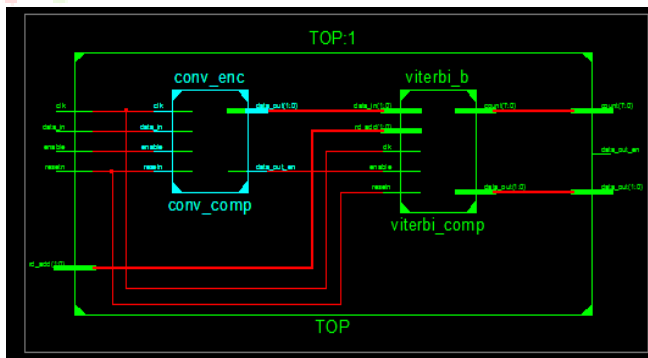 TOP:1
conv_enc
viterbi_b
clk
clk
data_out(1:0)
data_in(1:0)
count(7:0)
count(7:0)
data_in
data_in
rd_add(1:0)
enable
enable
clk
data_out_en
resetn
resetn
data_out_en
enable
resetn
data_out(1:0)
data_out(1:0)
conv_comp
viterbi_comp
rd_add(1:0)
TOP